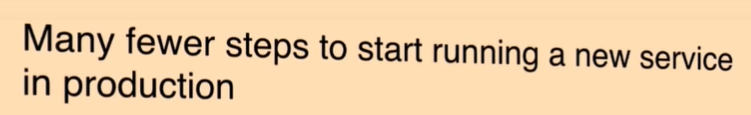 Many fewer steps to start running a new service
in production